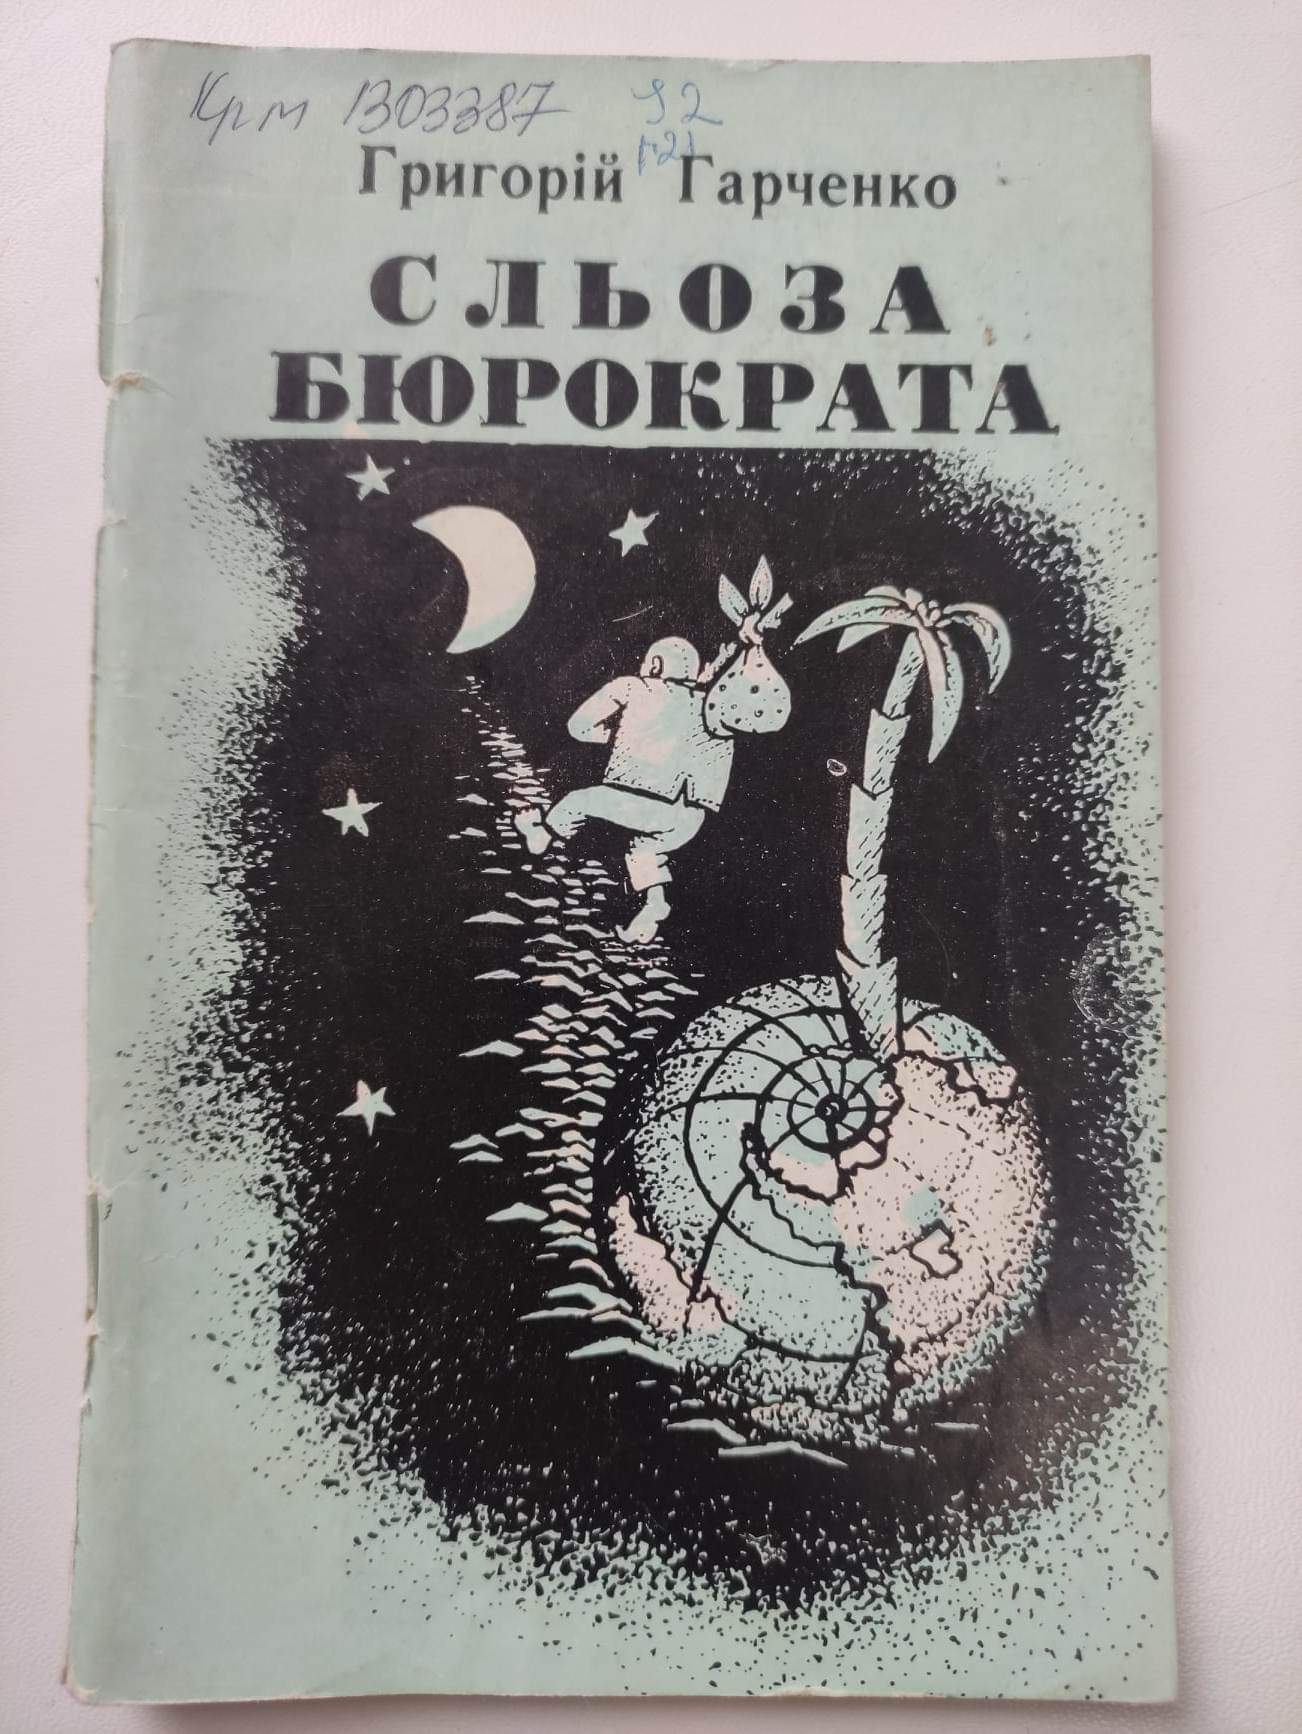 Крм 1303387 92
Г21
Григорій Гарченко
СЛЬОЗА
БЮРОКРАТА